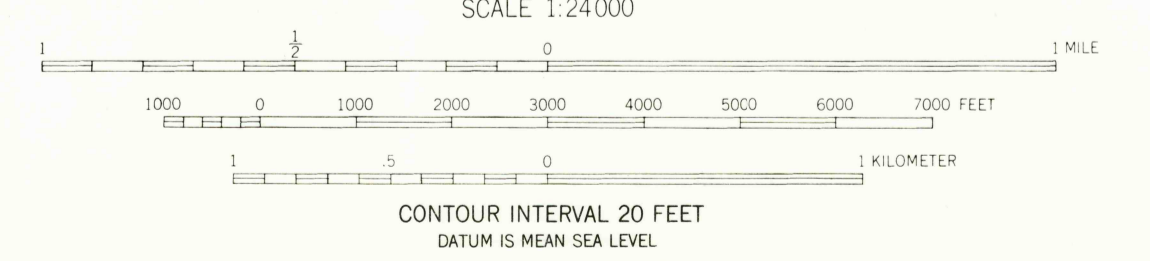 SCALE 1:24000
1 1/2 0 1 MILE
1000 0 1000 2000 3000 4000 5000 6000 7000 FEET
1 .5 0 1 KILOMETER
CONTOUR INTERVAL 20 FEET
DATUM IS MEAN SEA LEVEL